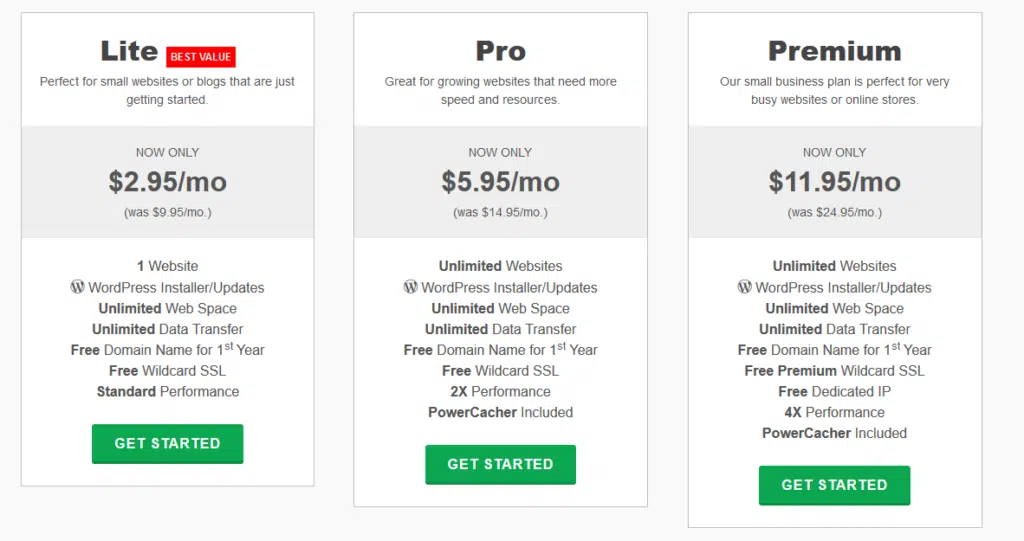 Lite BEST VALUE
Perfect for small websites or blogs that are just
getting started.
NOW ONLY
$2.95/mo
(was $9.95/mo.)
1 Website
WordPress Installer/Updates
Unlimited Web Space
Unlimited Data Transfer
Free Domain Name for 1st Year
Free Wildcard SSL
Standard Performance
GET STARTED
Pro
Great for growing websites that need more
speed and resources.
NOW ONLY
$5.95/mo
(was $14.95/mo.)
Unlimited Websites
WordPress Installer/Updates
Unlimited Web Space
Unlimited Data Transfer
Free Domain Name for 1st Year
Free Wildcard SSL
2X Performance
PowerCacher Included
GET STARTED
Premium
Our small business plan is perfect for very
busy websites or online stores.
NOW ONLY
$11.95/mo
(was $24.95/mo.)
Unlimited Websites
WordPress Installer/Updates
Unlimited Web Space
Unlimited Data Transfer
Free Domain Name for 1st Year
Free Premium Wildcard SSL
Free Dedicated IP
4X Performance
PowerCacher Included
GET STARTED